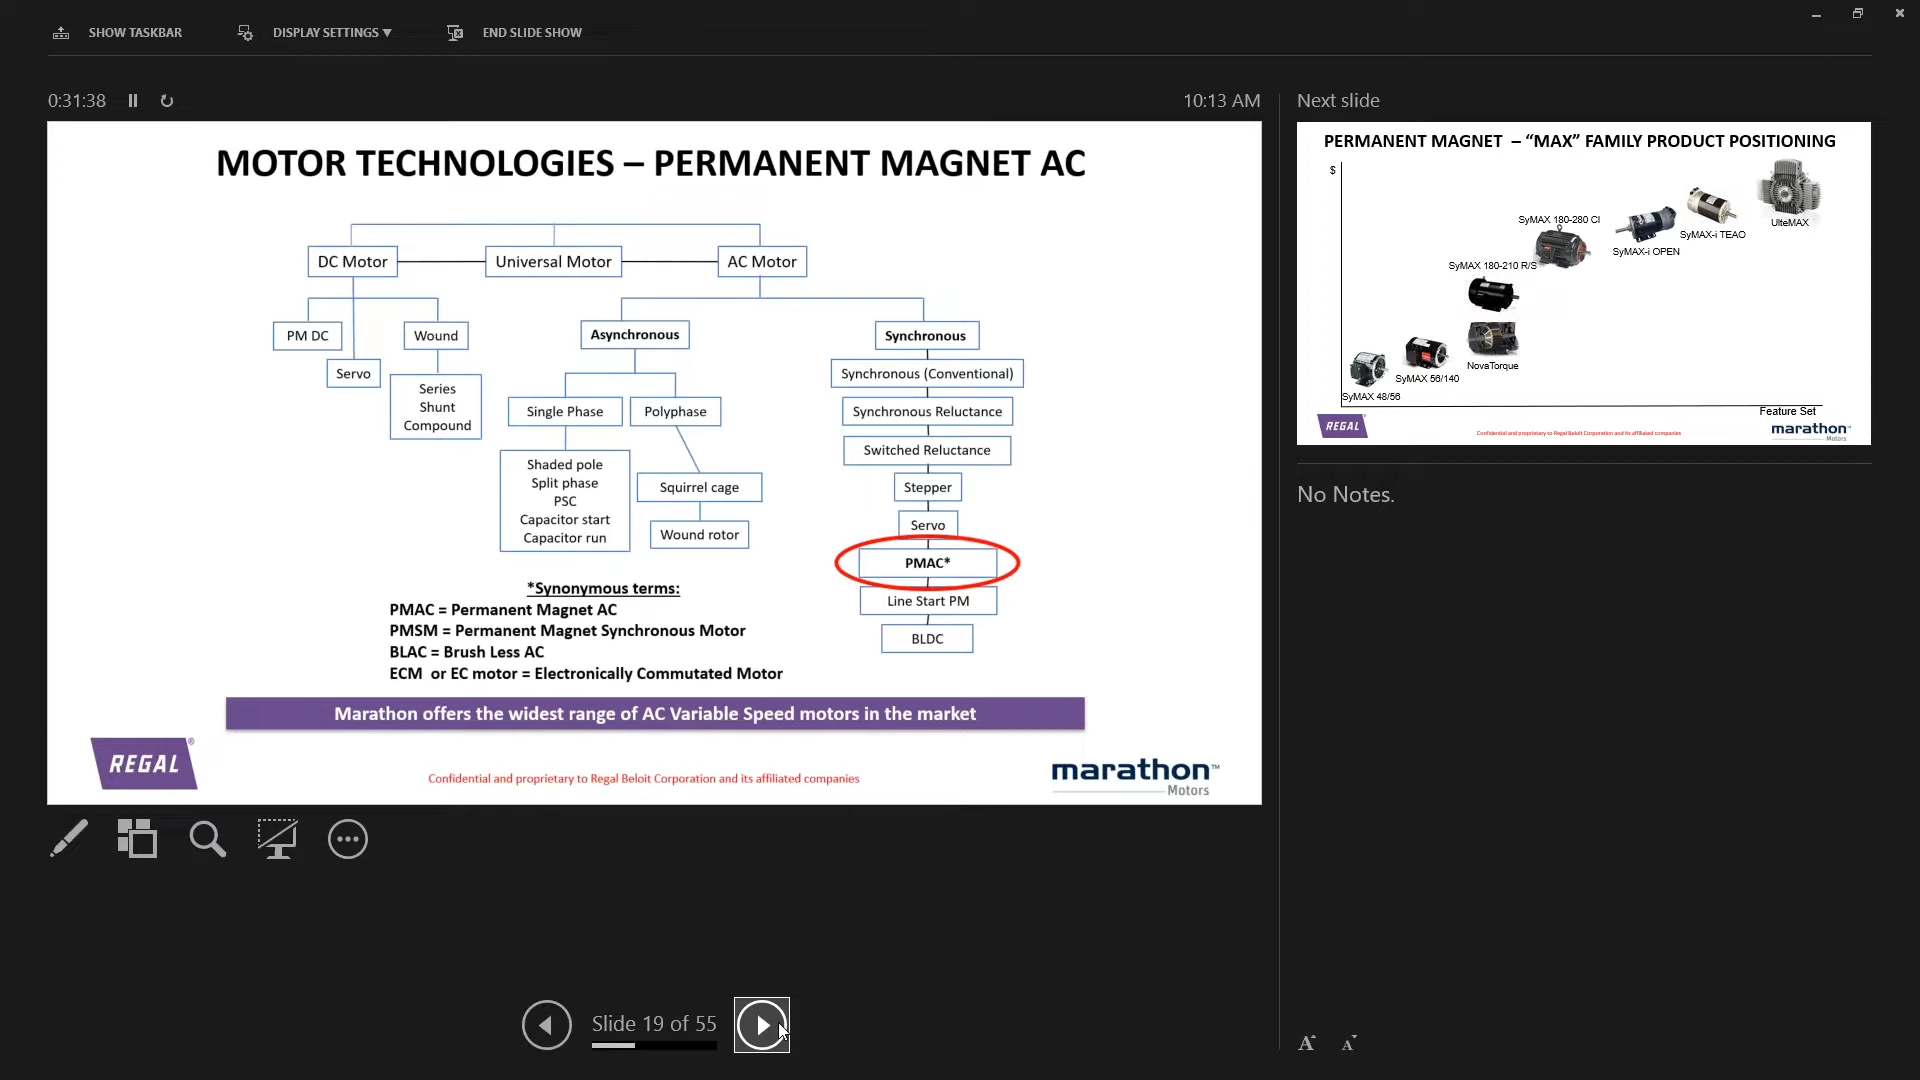 SHOW TASKBAR
DISPLAY SETTINGS ▼
END SLIDE SHOW
0:31:38
10:13 AM
MOTOR TECHNOLOGIES – PERMANENT MAGNET AC
DC Motor
Universal Motor
AC Motor
PM DC
Wound
Servo
Series
Shunt
Compound
Asynchronous
Single Phase
Polyphase
Shaded pole
Split phase
PSC
Capacitor start
Capacitor run
Squirrel cage
Wound rotor
Synchronous
Synchronous (Conventional)
Synchronous Reluctance
Switched Reluctance
Stepper
Servo
PMAC*
Line Start PM
BLDC
*Synonymous terms:
PMAC = Permanent Magnet AC
PMSM = Permanent Magnet Synchronous Motor
BLAC = Brush Less AC
ECM or EC motor = Electronically Commutated Motor
Marathon offers the widest range of AC Variable Speed motors in the market
REGAL®
Confidential and proprietary to Regal Beloit Corporation and its affiliated companies
marathon™
Motors
Slide 19 of 55
Next slide
PERMANENT MAGNET – “MAX” FAMILY PRODUCT POSITIONING
$
UlteMAX
SyMAX-i TEAO
SyMAX-i OPEN
SyMAX 180-280 CI
SyMAX 180-210 R/S
NovaTorque
SyMAX 56/140
SyMAX 48/56
Feature Set
REGAL
Confidential and proprietary to Regal Beloit Corporation and its affiliated companies
marathon™
Motors
No Notes.
A A